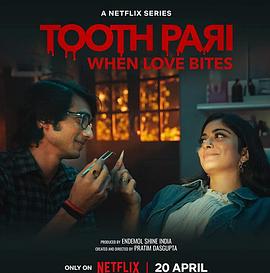 A NETFLIX SERIES
TOOTH PARI
WHEN LOVE BITES
PRODUCED BY ENDEMOL SHINE INDIA
CREATED AND DIRECTED BY PRATIM DASGUPTA
ONLY ON NETFLIX | 20 APRIL